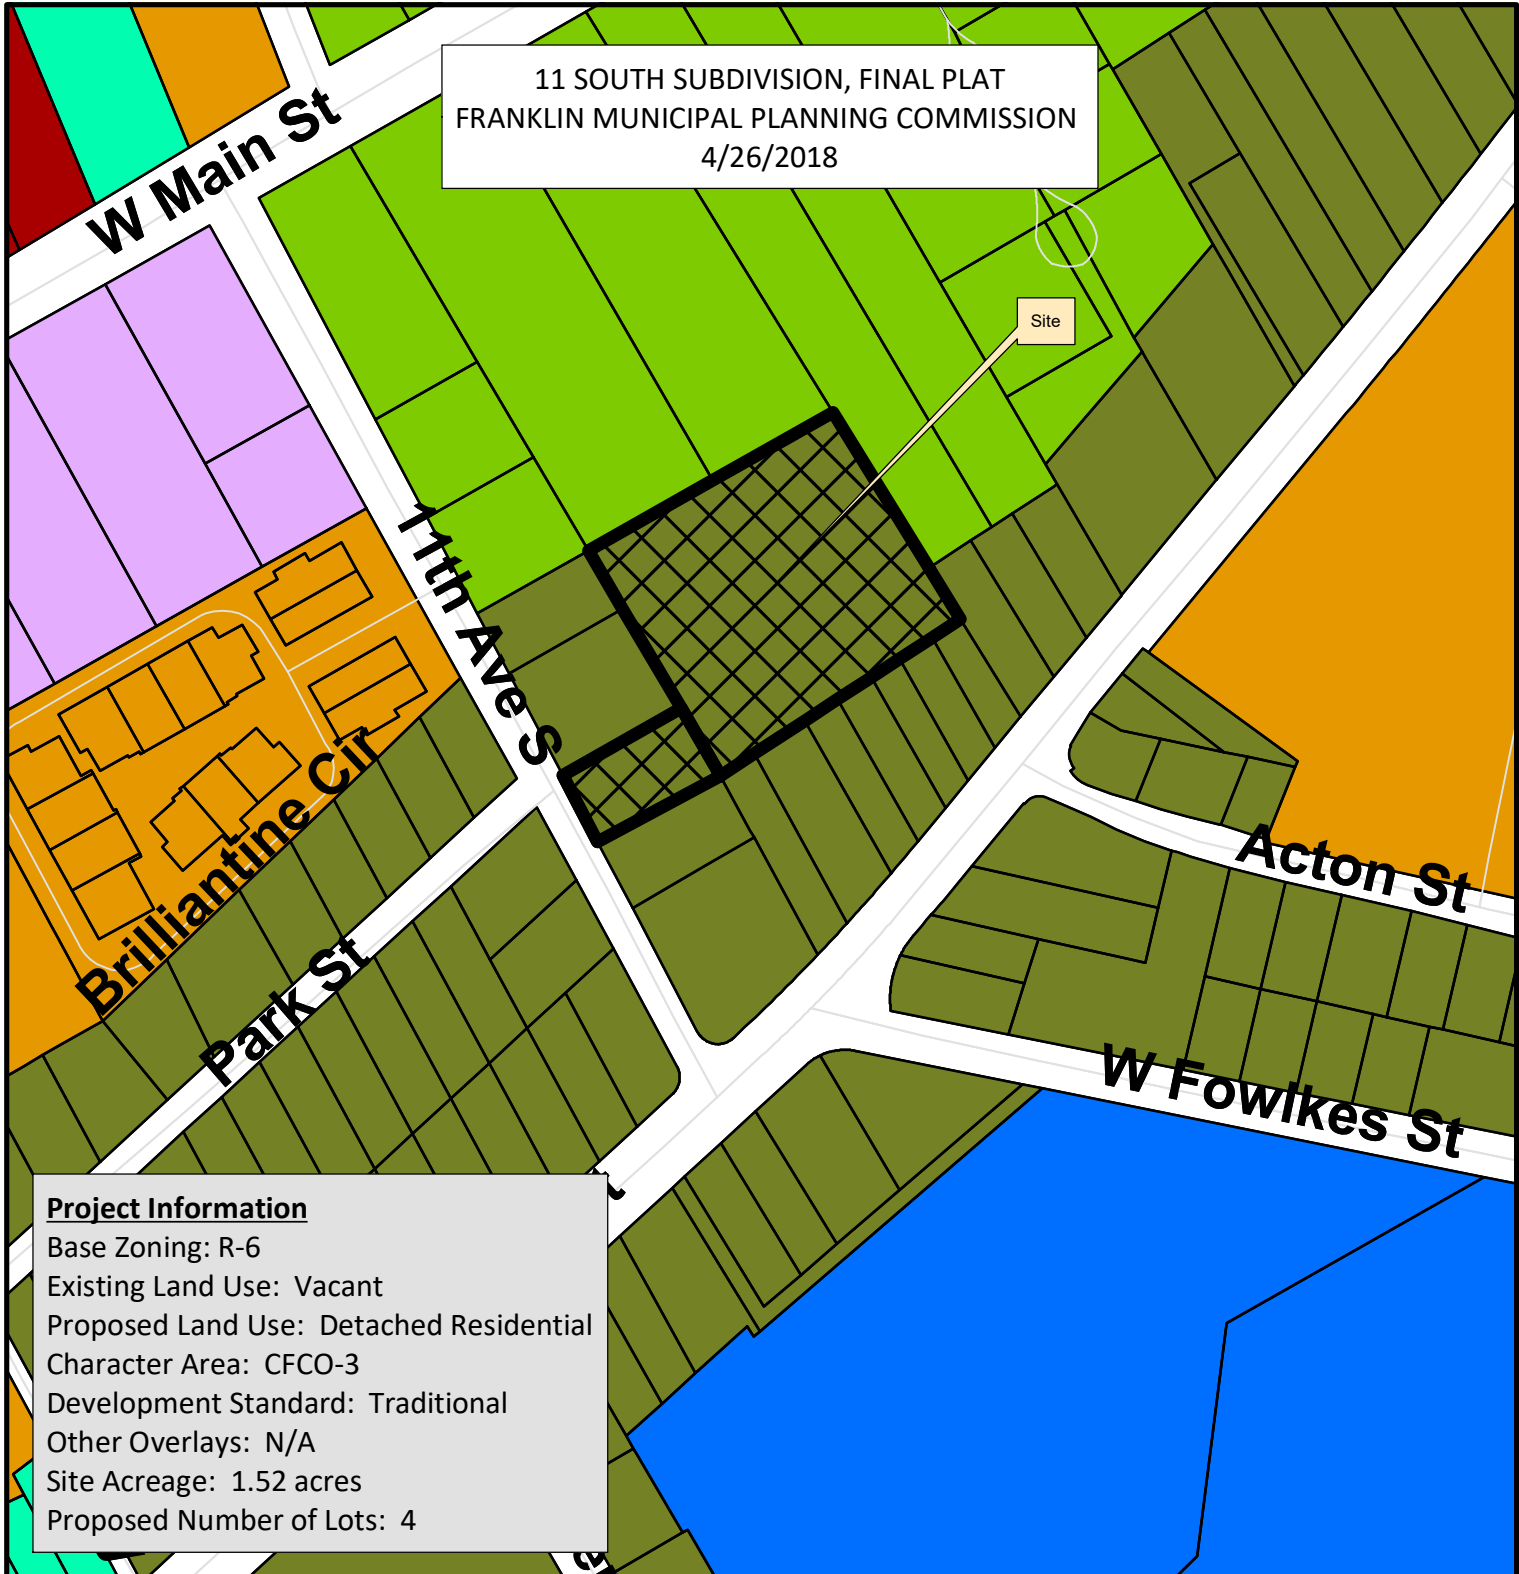 11 SOUTH SUBDIVISION, FINAL PLAT
FRANKLIN MUNICIPAL PLANNING COMMISSION
4/26/2018
W Main St
Site
11th Ave S
Brilliantine Cir
Acton St
Park St
W Fowlkes St
Project Information
Base Zoning: R-6
Existing Land Use: Vacant
Proposed Land Use: Detached Residential
Character Area: CFCO-3
Development Standard: Traditional
Other Overlays: N/A
Site Acreage: 1.52 acres
Proposed Number of Lots: 4